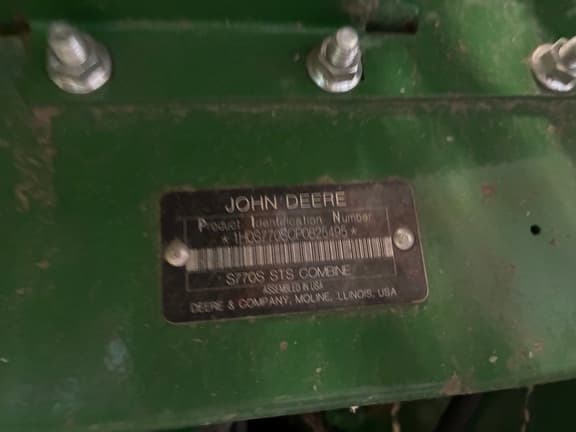 JOHN DEERE
Product Identification Number
*1H0S770SCP0825495*
S770S STS COMBINE
ASSEMBLED IN USA
DEERE & COMPANY, MOLINE, ILLINOIS, USA